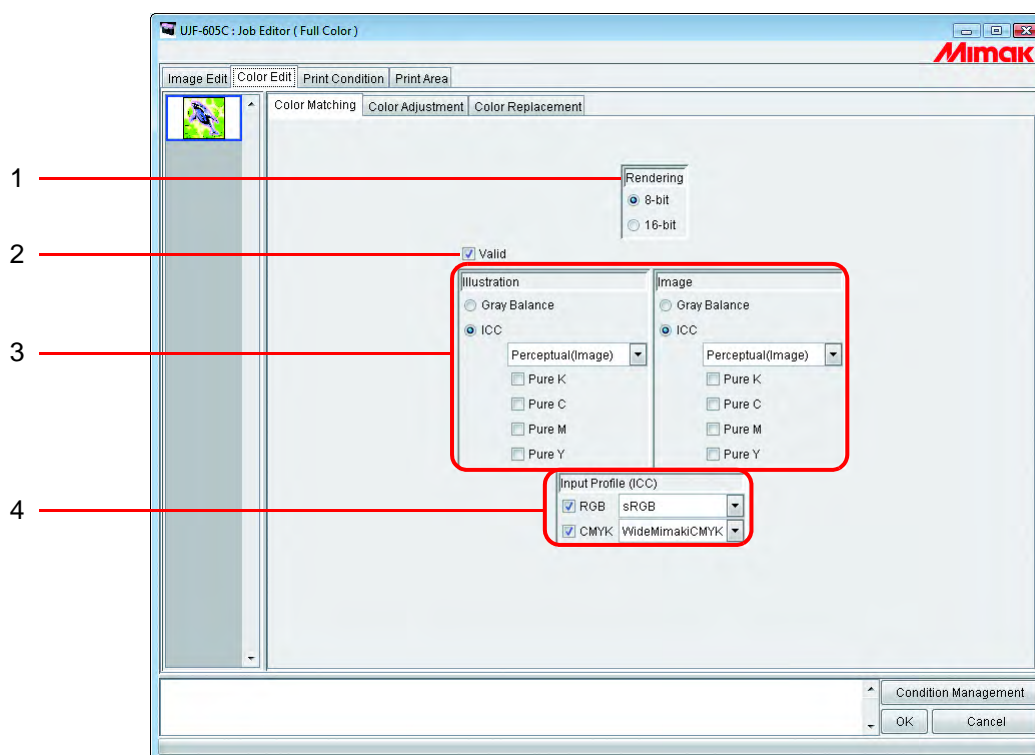 UJF-605C : Job Editor ( Full Color )
Mimak
Image Edit Color Edit Print Condition Print Area
Color Matching Color Adjustment Color Replacement
1
Rendering
8-bit
16-bit
2
Valid
Illustration Image
Gray Balance Gray Balance
ICC ICC
3
Perceptual(Image) Perceptual(Image)
Pure K Pure K
Pure C Pure C
Pure M Pure M
Pure Y Pure Y
Input Profile (ICC)
4
RGB sRGB
CMYK WideMimakiCMYK
Condition Management
OK Cancel